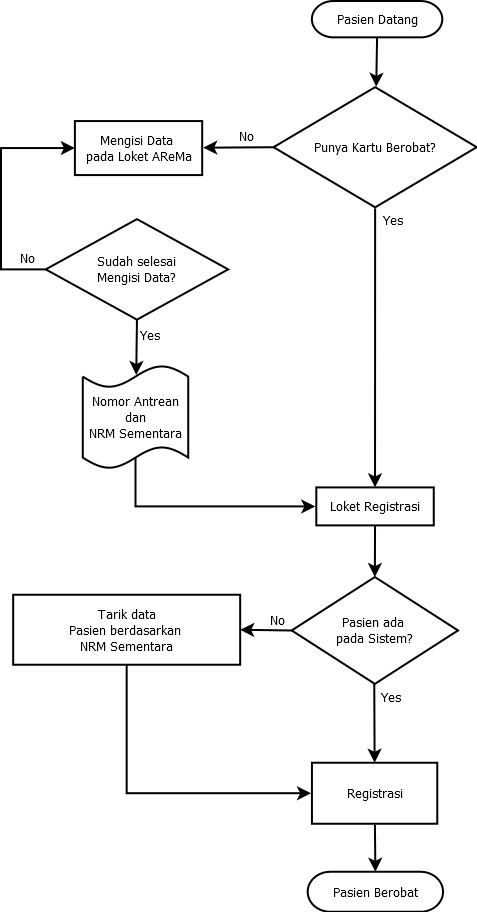 Pasien Datang
Punya Kartu Berobat?
No
Mengisi Data
pada Loket AReMa
Yes
No
Sudah selesai
Mengisi Data?
Yes
Nomor Antrean
dan
NRM Sementara
Loket Registrasi
Pasien ada
pada Sistem?
No
Tarik data
Pasien berdasarkan
NRM Sementara
Yes
Registrasi
Pasien Berobat